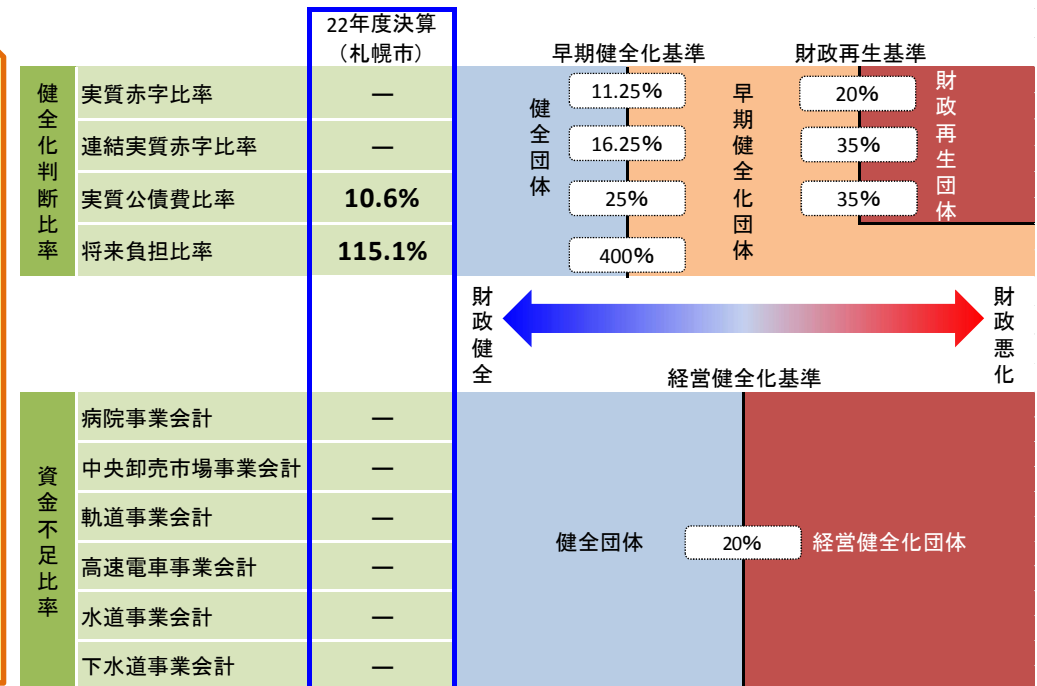 22年度決算
（札幌市）
早期健全化基準
財政再生基準
健全化判断比率
実質赤字比率
―
11.25%
20%
連結実質赤字比率
―
16.25%
35%
実質公債費比率
10.6%
25%
35%
将来負担比率
115.1%
400%
健全団体
早期健全化団体
財政再生団体
財政健全
財政悪化
経営健全化基準
資金不足比率
病院事業会計
―
中央卸売市場事業会計
―
軌道事業会計
―
高速電車事業会計
―
水道事業会計
―
下水道事業会計
―
健全団体
20%
経営健全化団体